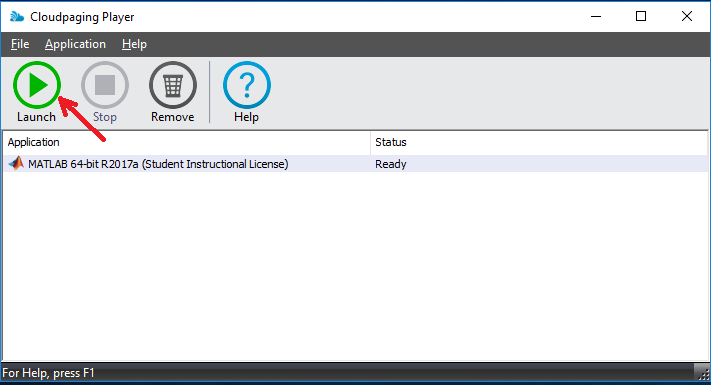 Cloudpaging Player
File Application Help
Launch Stop Remove Help
Application Status
MATLAB 64-bit R2017a (Student Instructional License) Ready
For Help, press F1